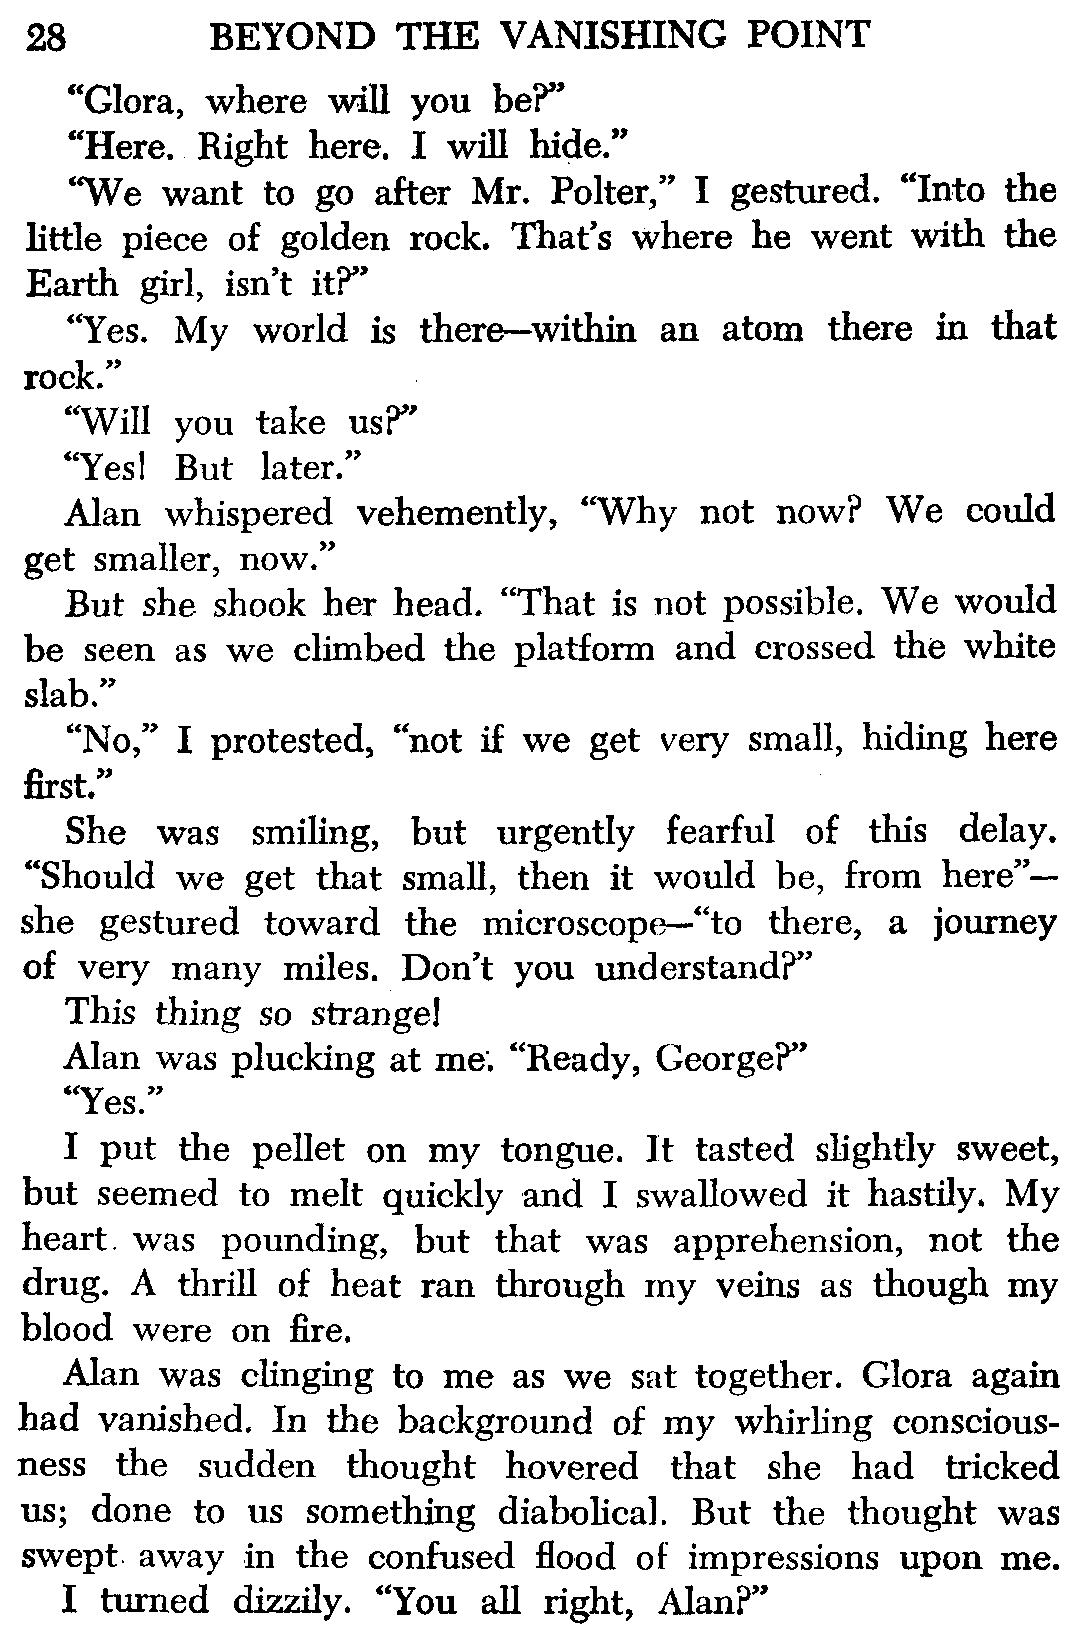 28 BEYOND THE VANISHING POINT
“Glora, where will you be?”
“Here. Right here. I will hide.”
“We want to go after Mr. Polter,” I gestured. “Into the
little piece of golden rock. That’s where he went with the
Earth girl, isn’t it?”
“Yes. My world is there—within an atom there in that
rock.”
“Will you take us?”
“Yes! But later.”
Alan whispered vehemently, “Why not now? We could
get smaller, now.”
But she shook her head. “That is not possible. We would
be seen as we climbed the platform and crossed the white
slab.”
“No,” I protested, “not if we get very small, hiding here
first.”
She was smiling, but urgently fearful of this delay.
“Should we get that small, then it would be, from here”—
she gestured toward the microscope—“to there, a journey
of very many miles. Don’t you understand?”
This thing so strange!
Alan was plucking at me. “Ready, George?”
“Yes.”
I put the pellet on my tongue. It tasted slightly sweet,
but seemed to melt quickly and I swallowed it hastily. My
heart was pounding, but that was apprehension, not the
drug. A thrill of heat ran through my veins as though my
blood were on fire.
Alan was clinging to me as we sat together. Glora again
had vanished. In the background of my whirling conscious-
ness the sudden thought hovered that she had tricked
us; done to us something diabolical. But the thought was
swept away in the confused flood of impressions upon me.
I turned dizzily. “You all right, Alan?”